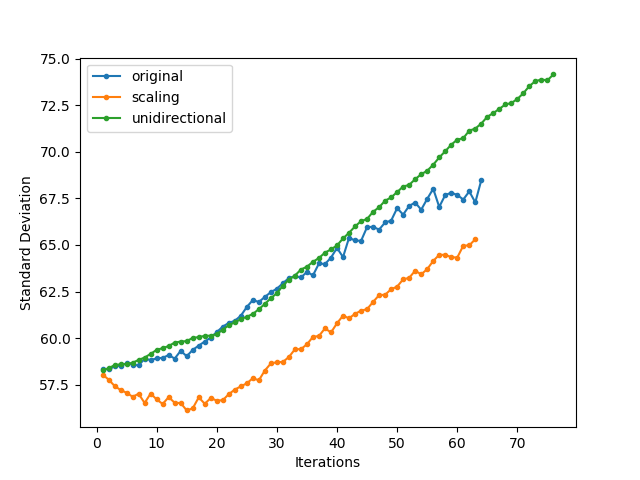 75.0
72.5
70.0
67.5
65.0
62.5
60.0
57.5
Standard Deviation
original
scaling
unidirectional
0 10 20 30 40 50 60 70
Iterations